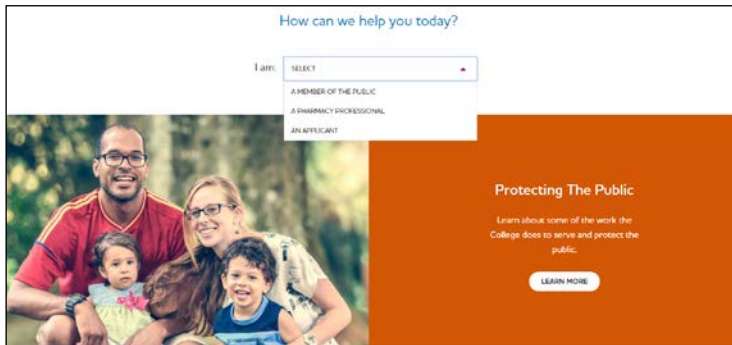 How can we help you today?
I am:
SELECT
A MEMBER OF THE PUBLIC
A PHARMACY PROFESSIONAL
AN APPLICANT
Protecting The Public
Learn about some of the work the
College does to serve and protect the
public.
LEARN MORE